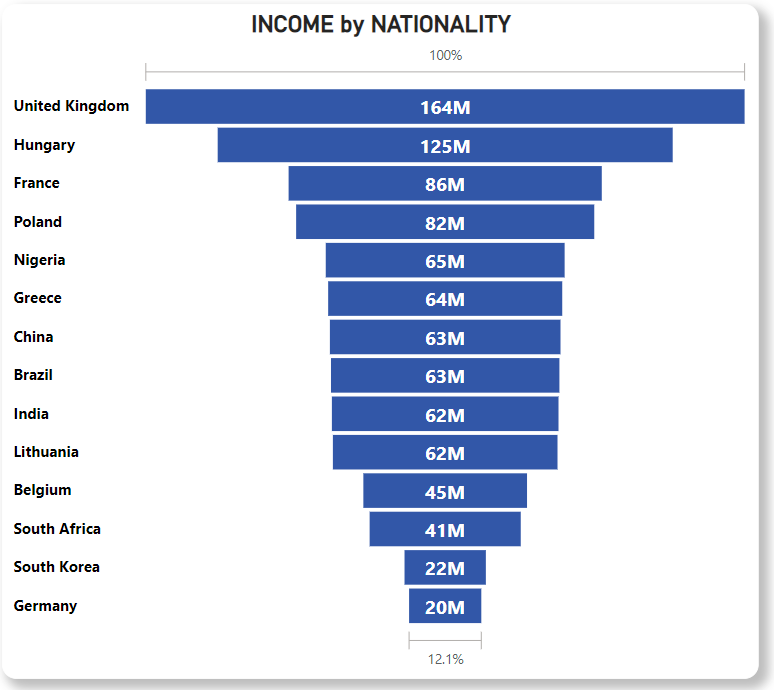 INCOME by NATIONALITY
100%
United Kingdom 164M
Hungary 125M
France 86M
Poland 82M
Nigeria 65M
Greece 64M
China 63M
Brazil 63M
India 62M
Lithuania 62M
Belgium 45M
South Africa 41M
South Korea 22M
Germany 20M
12.1%